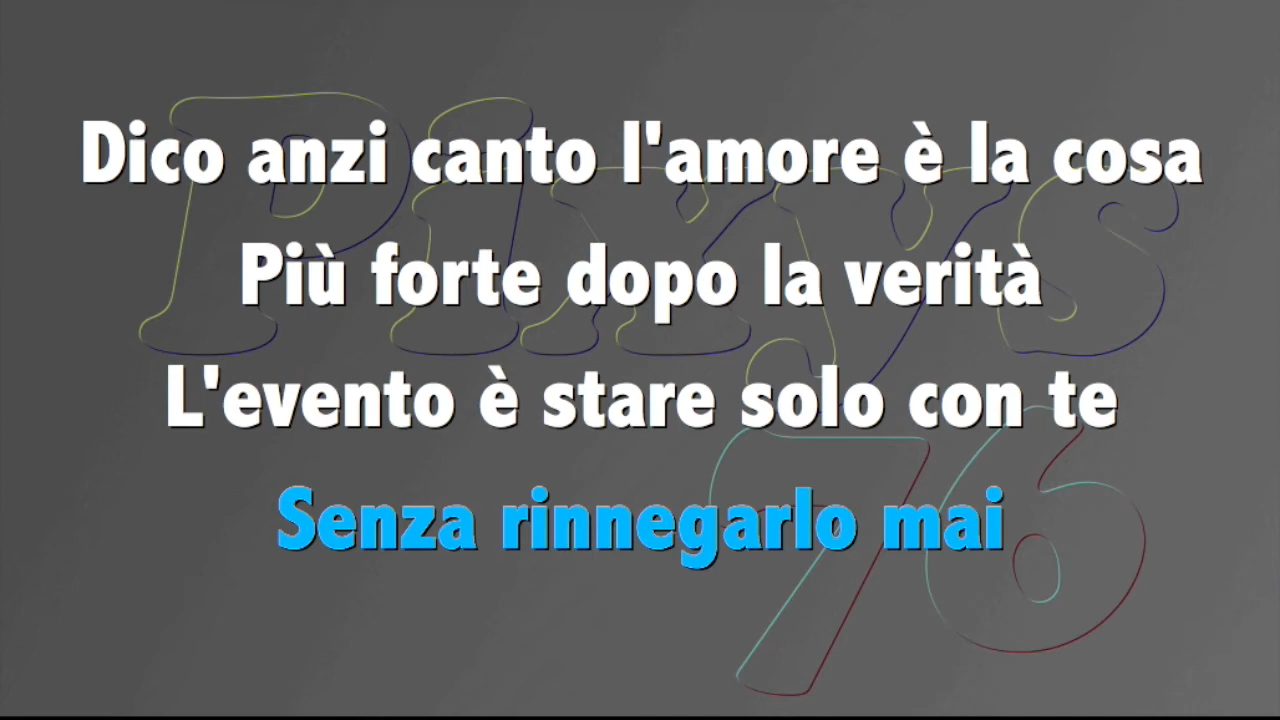 Dico anzi canto l'amore è la cosa
Più forte dopo la verità
L'evento è stare solo con te
Senza rinnegarlo mai